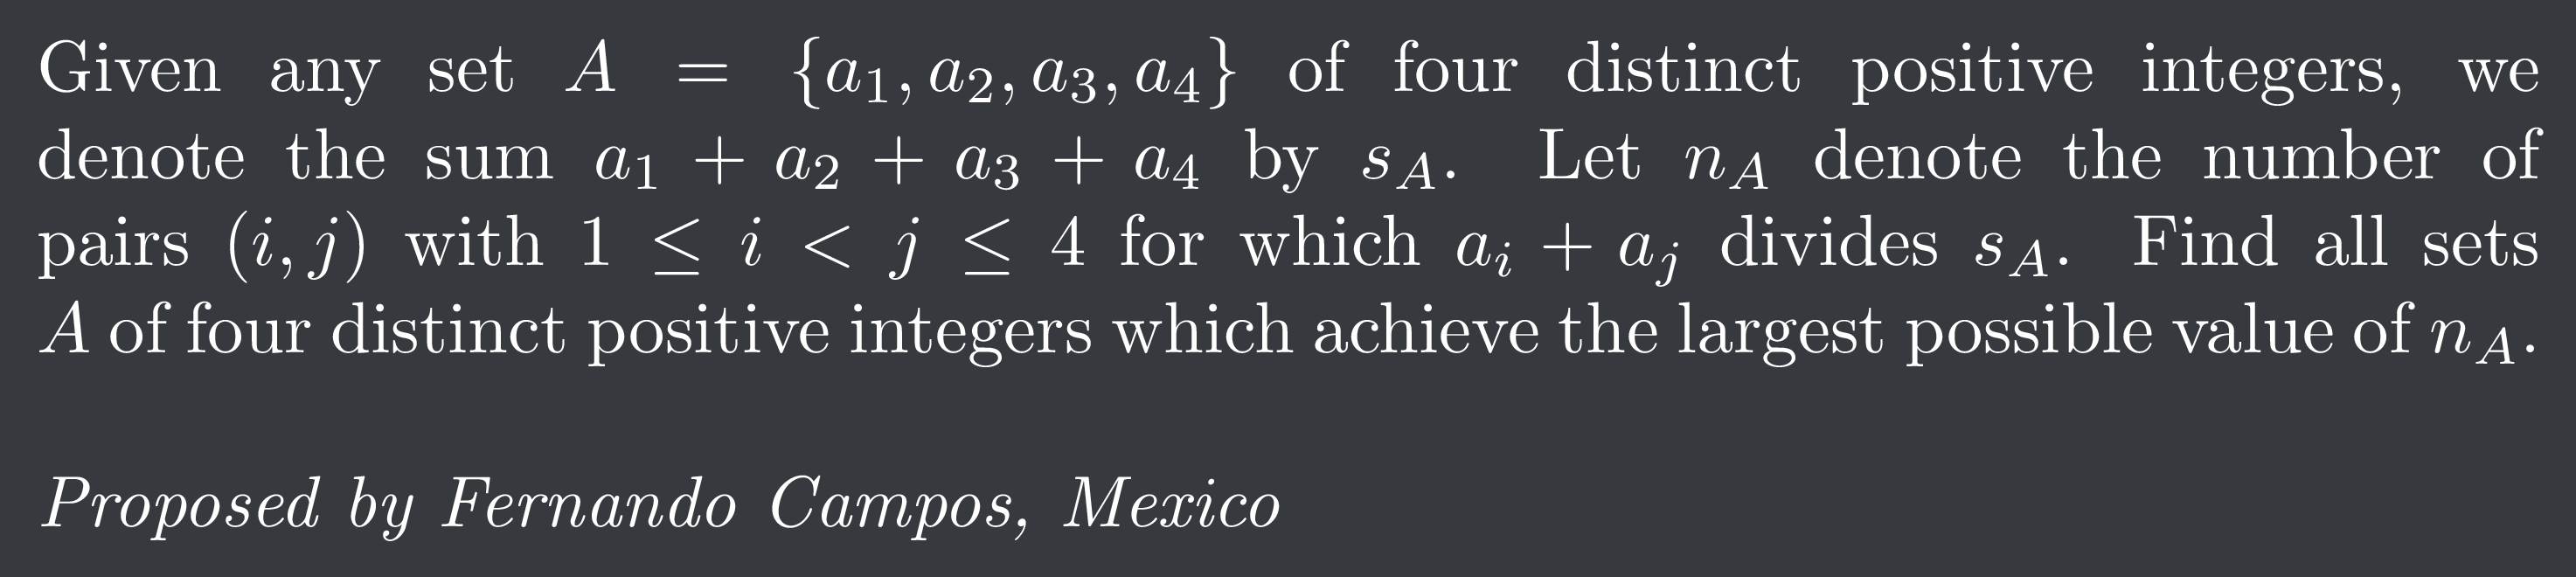 Given any set $A = \{a_1, a_2, a_3, a_4\}$ of four distinct positive integers, we
denote the sum $a_1 + a_2 + a_3 + a_4$ by $s_A$. Let $n_A$ denote the number of
pairs $(i, j)$ with $1 \leq i < j \leq 4$ for which $a_i + a_j$ divides $s_A$. Find all sets
$A$ of four distinct positive integers which achieve the largest possible value of $n_A$.
Proposed by Fernando Campos, Mexico